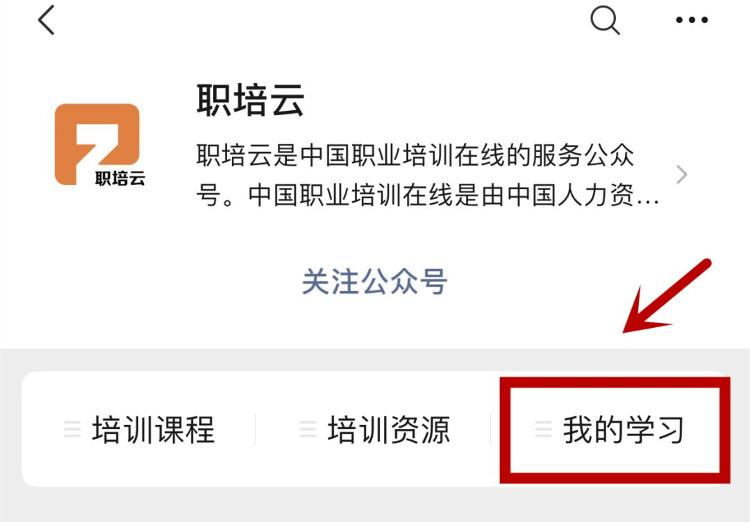 职培云
职培云
职培云是中国职业培训在线的服务公众
号。中国职业培训在线是由中国人力资...
关注公众号
培训课程 培训资源 我的学习